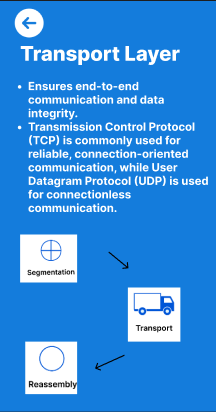 Transport Layer
• Ensures end-to-end
communication and data
integrity.
• Transmission Control Protocol
(TCP) is commonly used for
reliable, connection-oriented
communication, while User
Datagram Protocol (UDP) is used
for connectionless
communication.
Segmentation
Transport
Reassembly